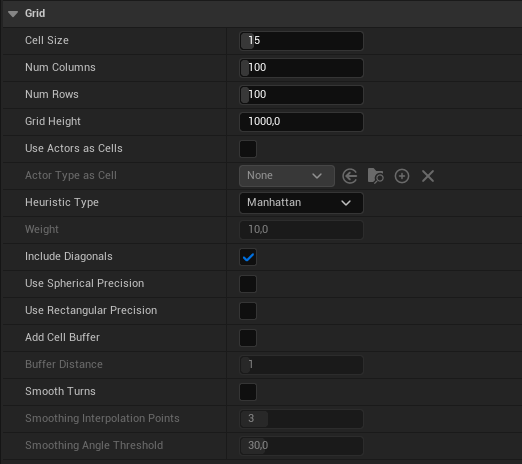 Grid
Cell Size 15
Num Columns 100
Num Rows 100
Grid Height 1000,0
Use Actors as Cells
Actor Type as Cell None
Heuristic Type Manhattan
Weight 10,0
Include Diagonals
Use Spherical Precision
Use Rectangular Precision
Add Cell Buffer
Buffer Distance 1
Smooth Turns
Smoothing Interpolation Points 3
Smoothing Angle Threshold 30,0